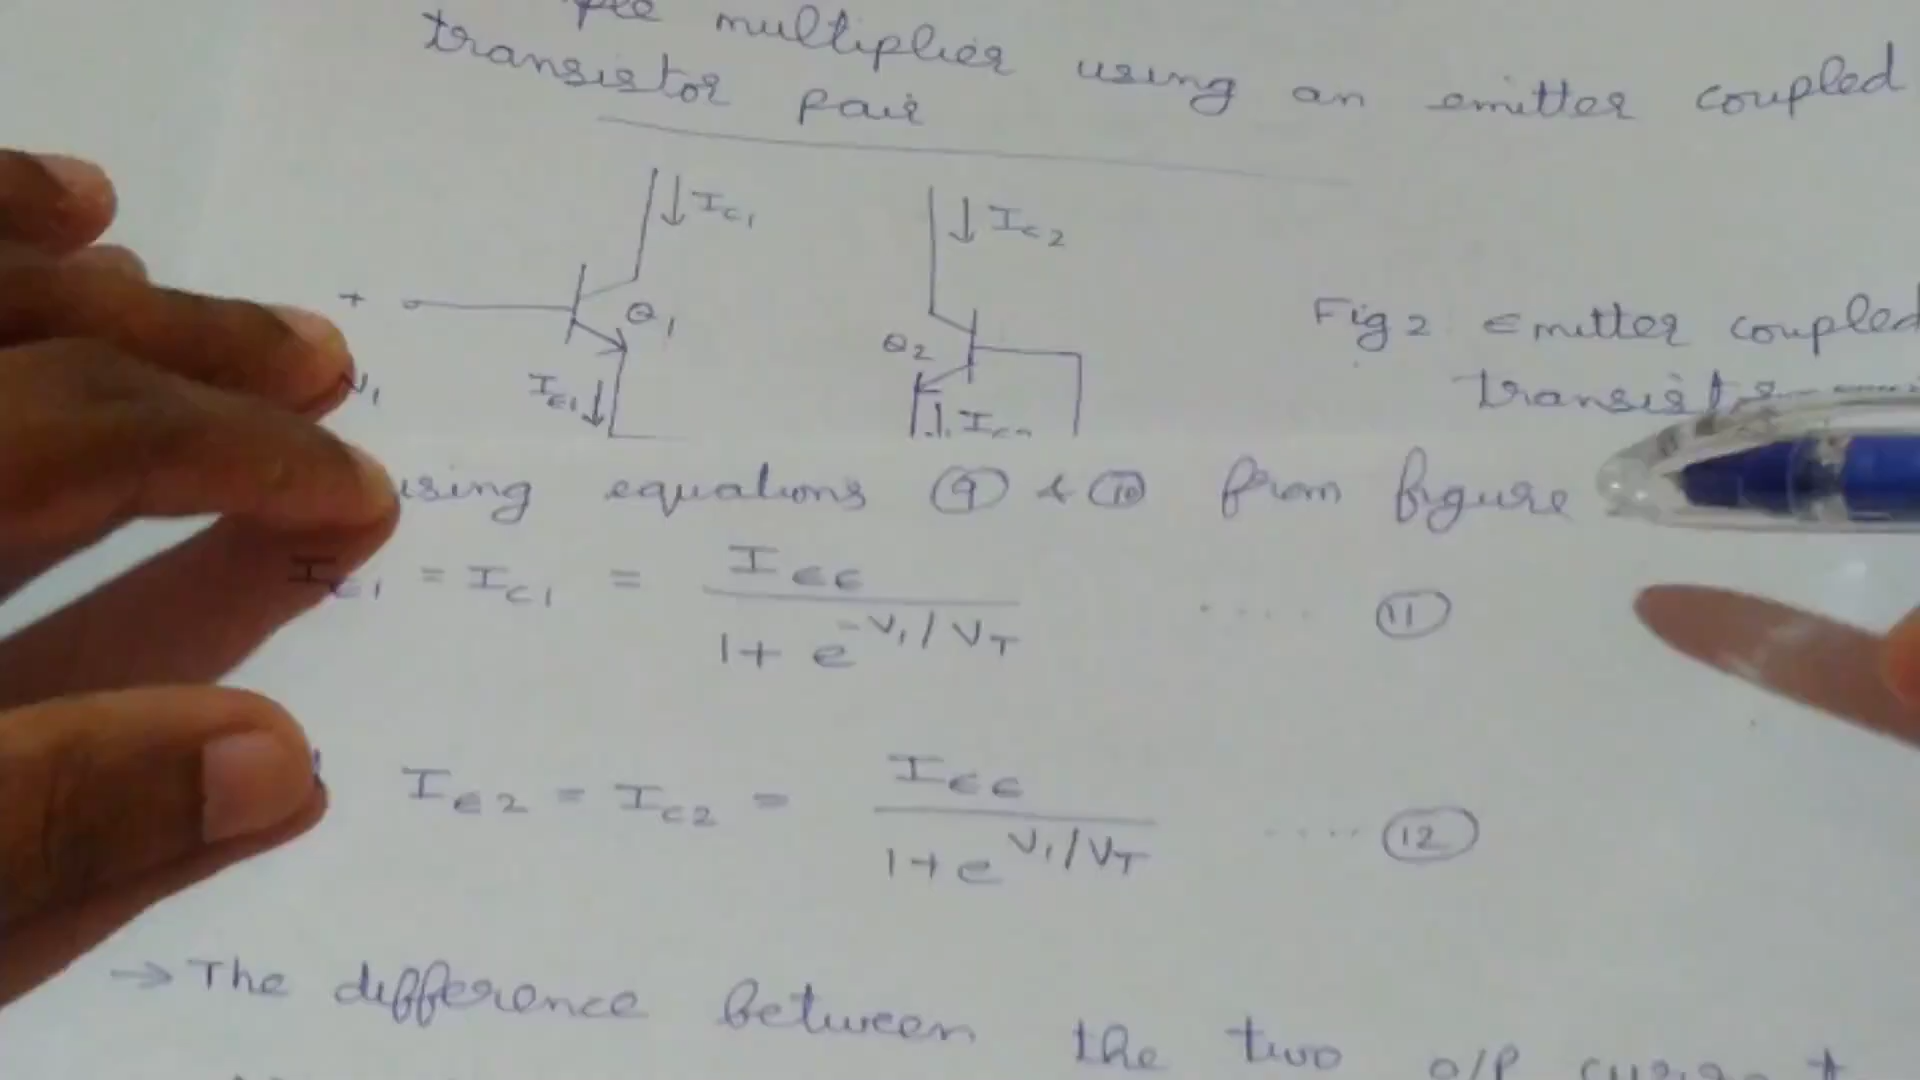 multiplier using an emitter coupled
transistor pair
↓ Ic1
↓ Ic2
+
Q1
Q2
V1
IE1 ↓
Fig 2 Emitter coupled
using equations ⑨ & ⑩ from figure
IE1 = IC1 = IEE / 1 + e^-V1/VT ..... ⑪
IE2 = IC2 = IEE / 1 + e^V1/VT ..... ⑫
→ The difference between the two o/p